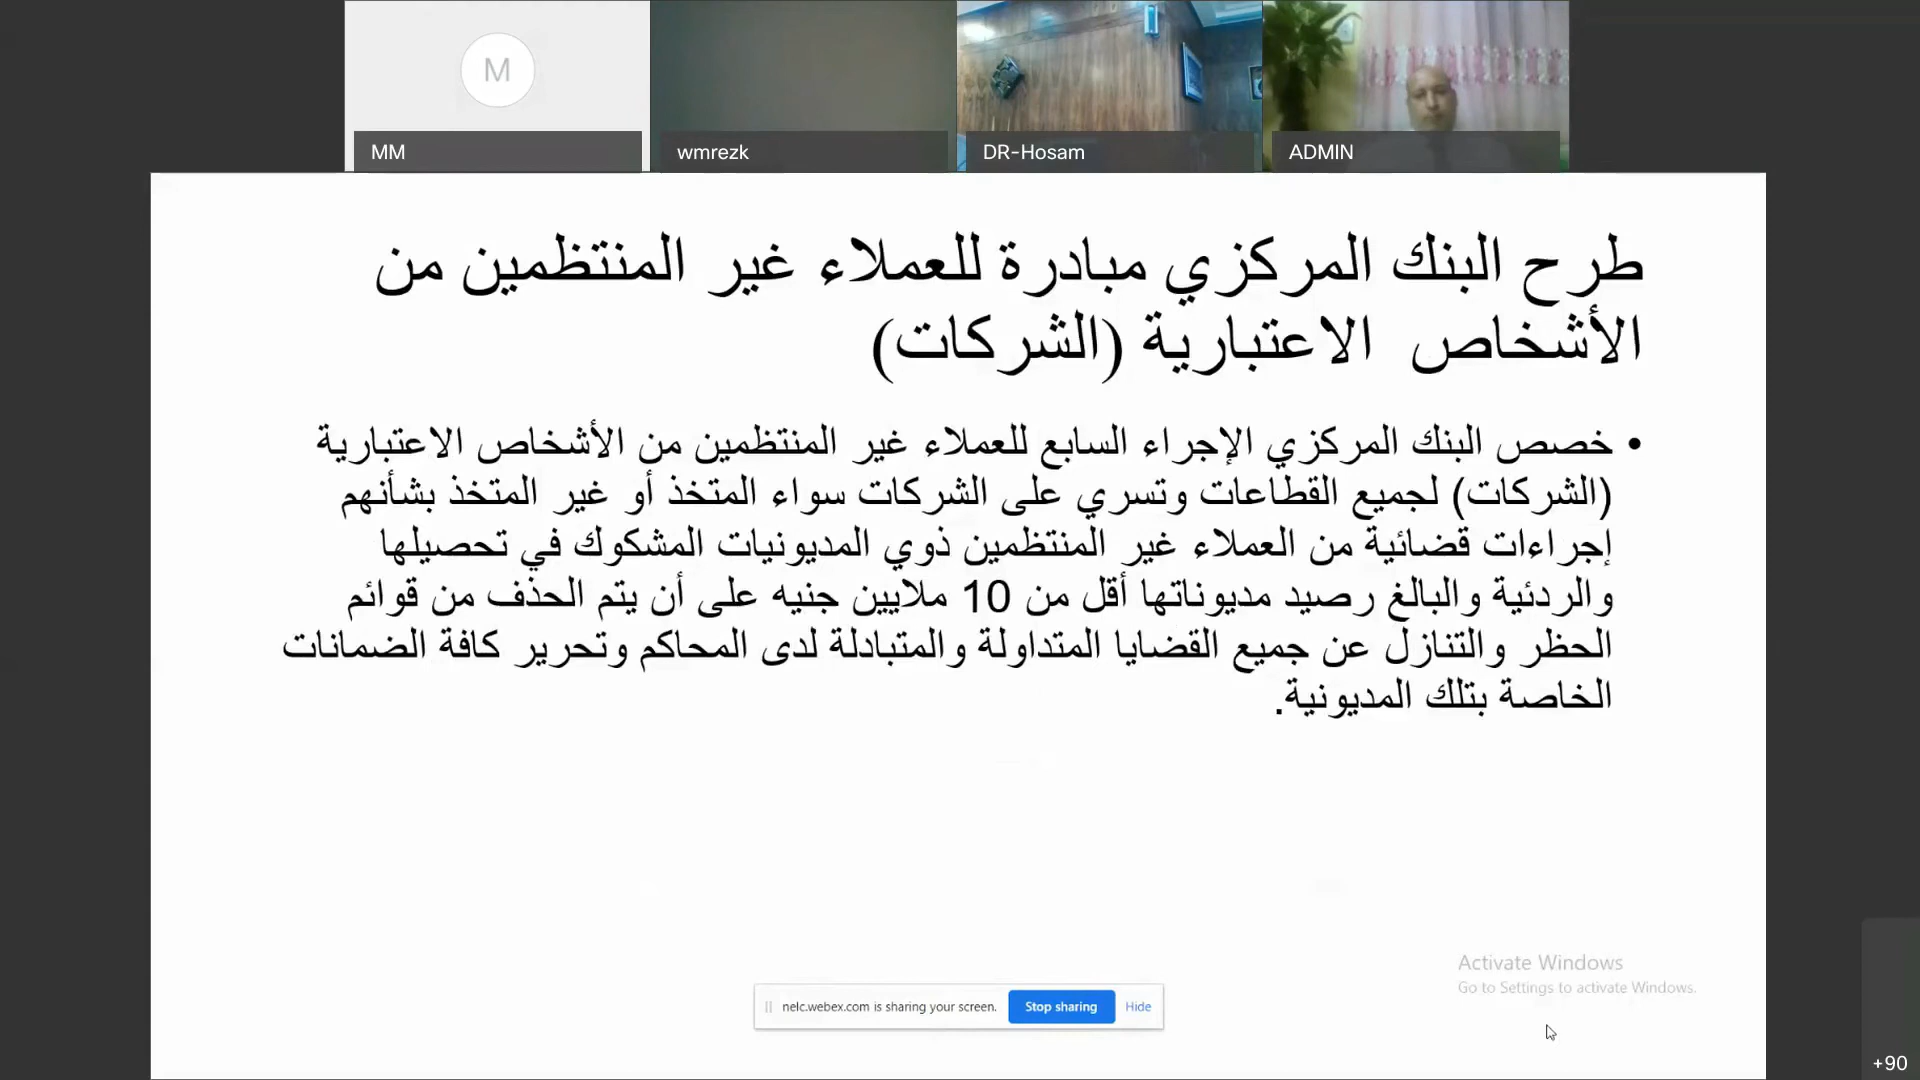 M
MM
wmrezk
DR-Hosam
ADMIN
طرح البنك المركزي مبادرة للعملاء غير المنتظمين من
الأشخاص الاعتبارية (الشركات)
• خصص البنك المركزي الإجراء السابع للعملاء غير المنتظمين من الأشخاص الاعتبارية
(الشركات) لجميع القطاعات وتسري على الشركات سواء المتخذ أو غير المتخذ بشأنهم
إجراءات قضائية من العملاء غير المنتظمين ذوي المديونيات المشكوك في تحصيلها
والردئية والبالغ رصيد مديوناتها أقل من 10 ملايين جنيه على أن يتم الحذف من قوائم
الحظر والتنازل عن جميع القضايا المتداولة والمتبادلة لدى المحاكم وتحرير كافة الضمانات
الخاصة بتلك المديونية.
Activate Windows
Go to Settings to activate Windows.
nelc.webex.com is sharing your screen. Stop sharing Hide
+90